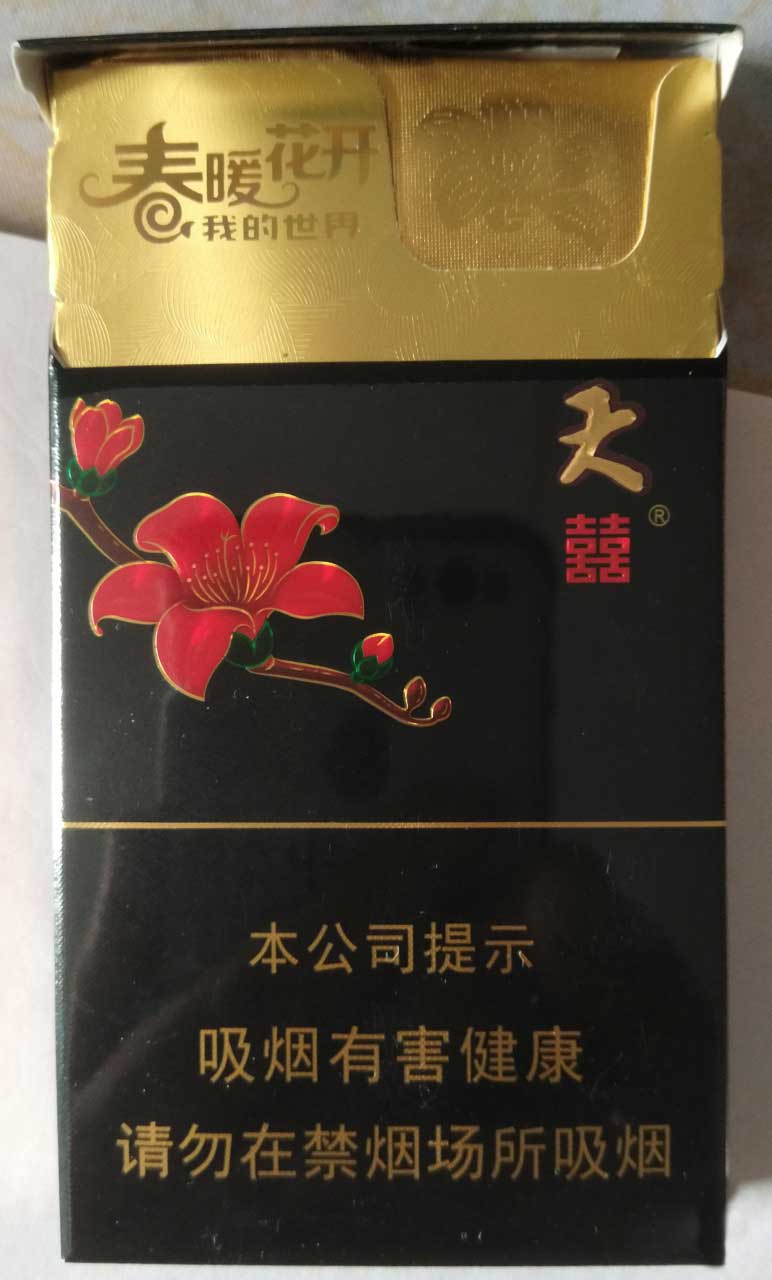 春暖花开
我的世界
大
囍®
本公司提示
吸烟有害健康
请勿在禁烟场所吸烟